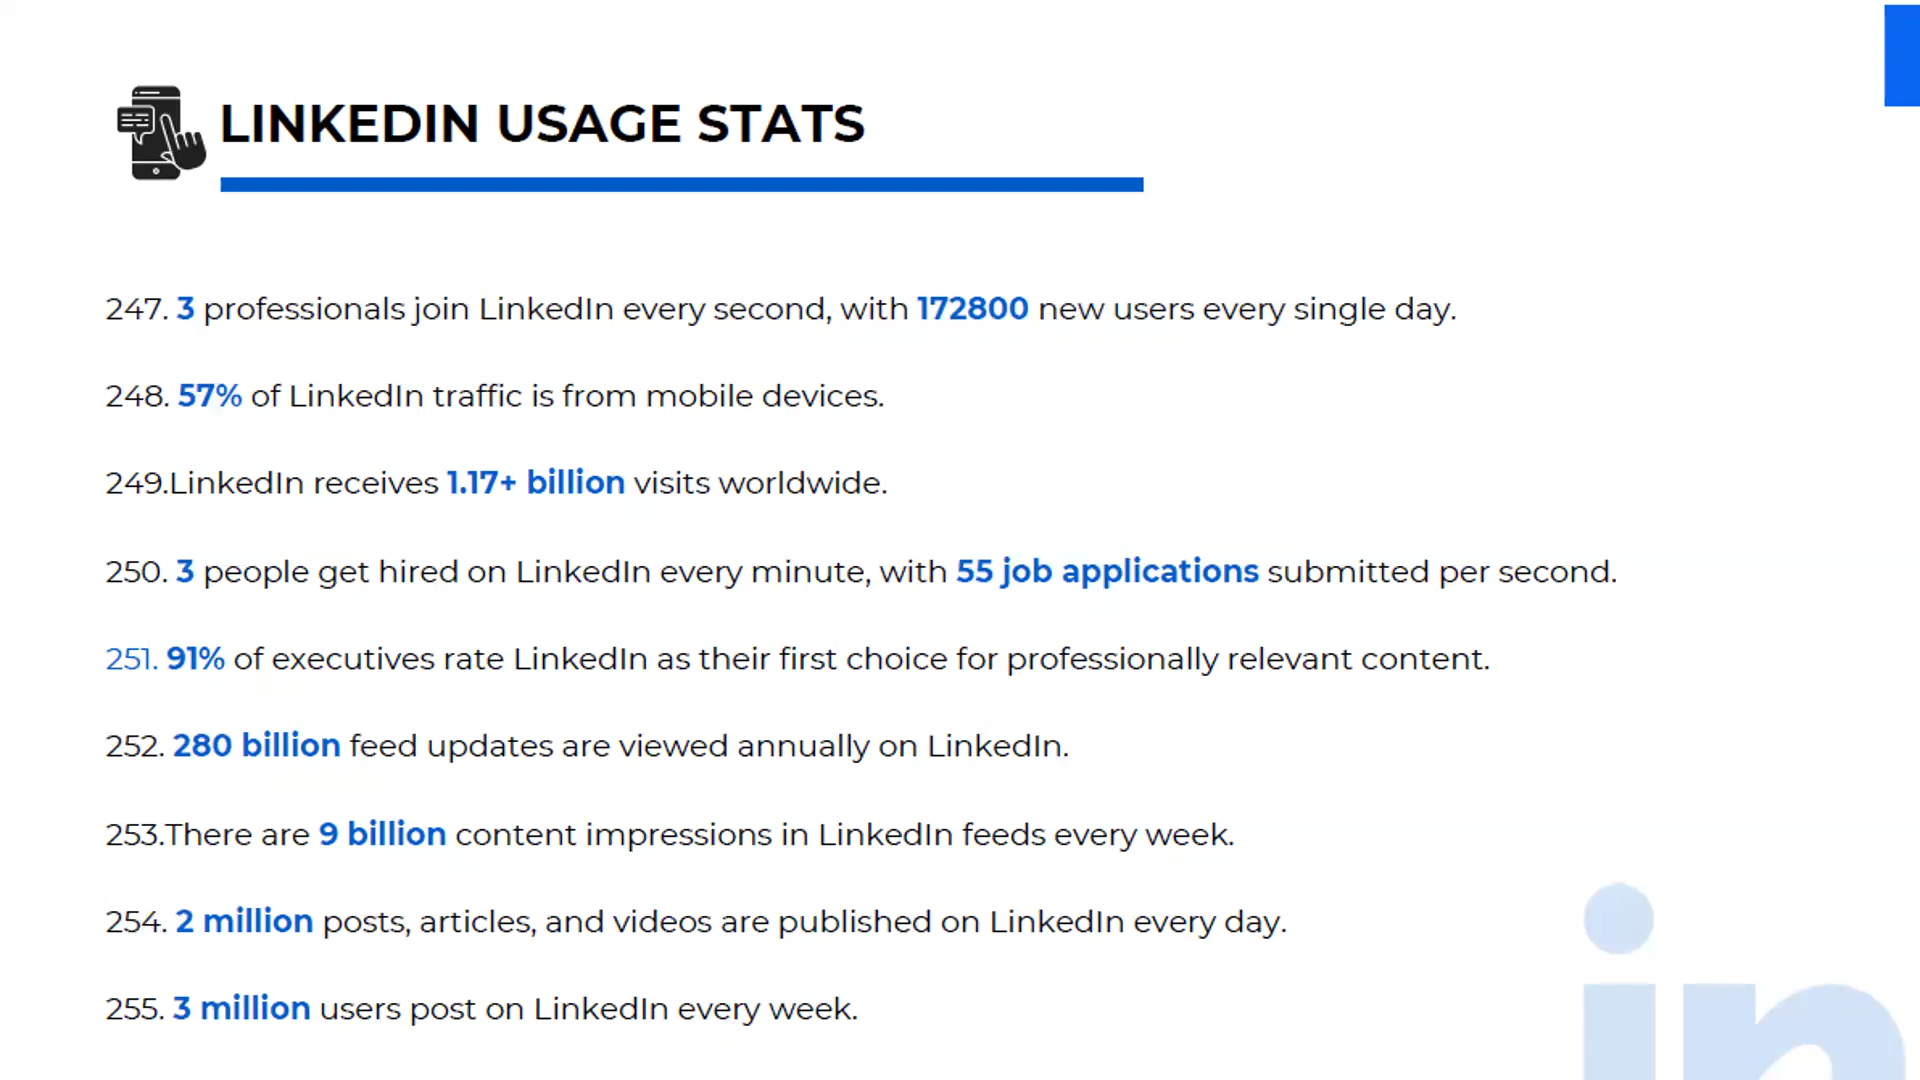 LINKEDIN USAGE STATS
247. 3 professionals join LinkedIn every second, with 172800 new users every single day.
248. 57% of LinkedIn traffic is from mobile devices.
249.LinkedIn receives 1.17+ billion visits worldwide.
250. 3 people get hired on LinkedIn every minute, with 55 job applications submitted per second.
251. 91% of executives rate LinkedIn as their first choice for professionally relevant content.
252. 280 billion feed updates are viewed annually on LinkedIn.
253.There are 9 billion content impressions in LinkedIn feeds every week.
254. 2 million posts, articles, and videos are published on LinkedIn every day.
255. 3 million users post on LinkedIn every week.
in